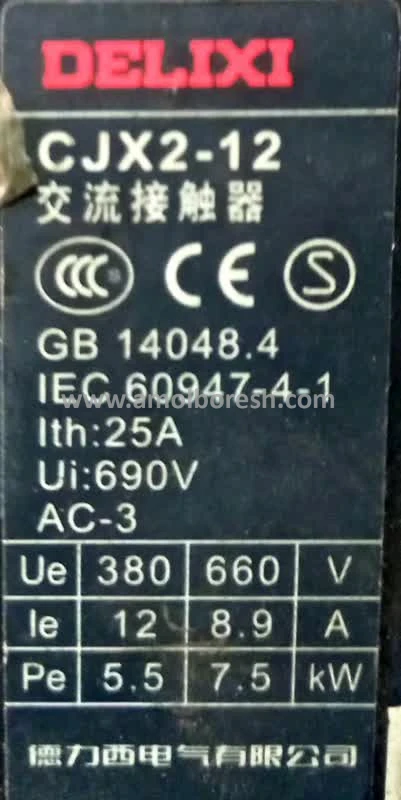 DELIXI
CJX2-12
交流接触器
CCC S CE S
GB 14048.4
IEC 60947-4-1
www.amolboresh.com
Ith:25A
Ui:690V
AC-3
Ue 380 660 V
Ie 12 8.9 A
Pe 5.5 7.5 kW
德力西电气有限公司